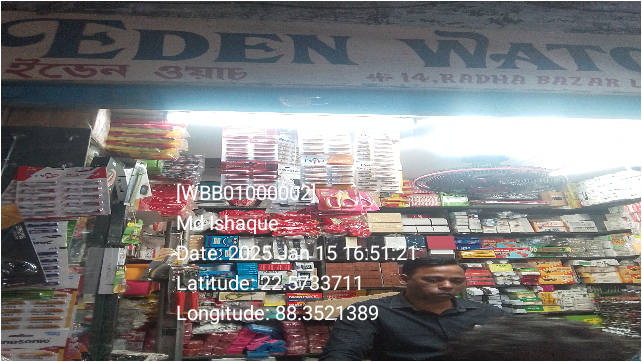 EDEN WATC
ইডেন ওয়াচ
14, RADHA BAZAR
[WBB01000002]
Md Ishaque
Date: 2025 Jan 15 16:51:21
Latitude: 22.5733711
Longitude: 88.3521389
Panasonic